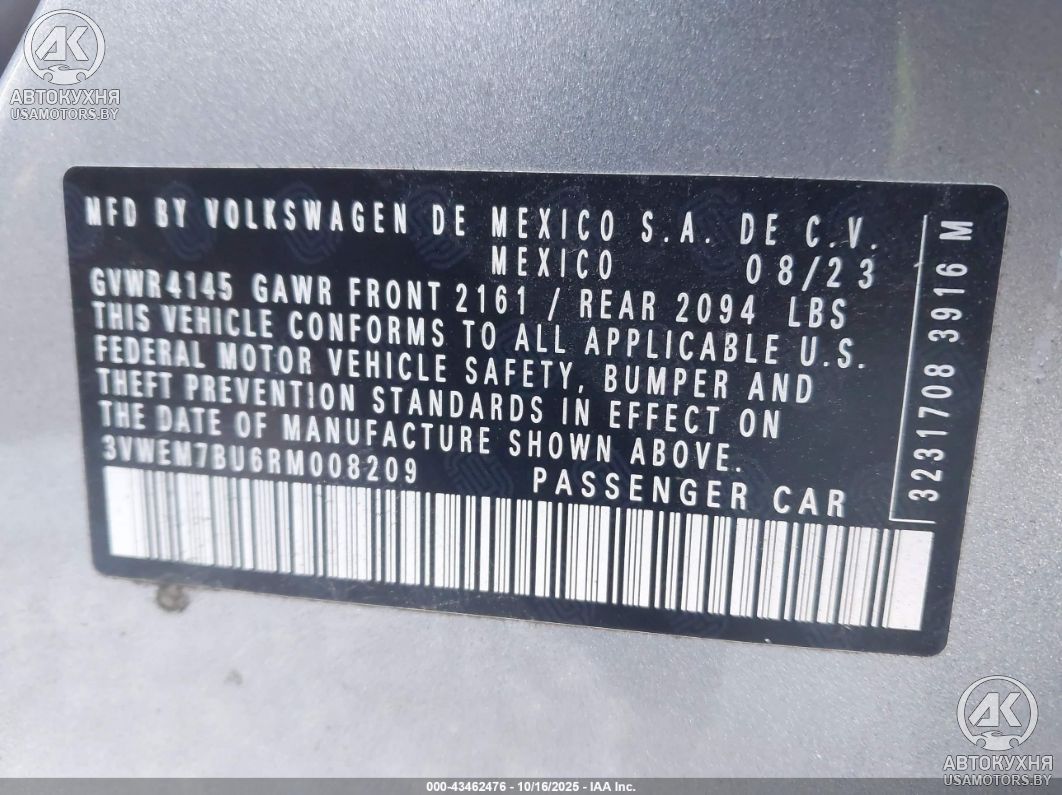 АК
АВТОКУХНЯ
USAMOTORS.BY
MFD BY VOLKSWAGEN DE MEXICO S.A. DE C.V.
MEXICO 08/23
GVWR4145 GAWR FRONT 2161 / REAR 2094 LBS
THIS VEHICLE CONFORMS TO ALL APPLICABLE U.S.
FEDERAL MOTOR VEHICLE SAFETY, BUMPER AND
THEFT PREVENTION STANDARDS IN EFFECT ON
THE DATE OF MANUFACTURE SHOWN ABOVE.
3VWEM7BU6RM008209 PASSENGER CAR
3231708 3916 M
АК
АВТОКУХНЯ
USAMOTORS.BY
000-43462476 - 10/16/2025 - IAA Inc.